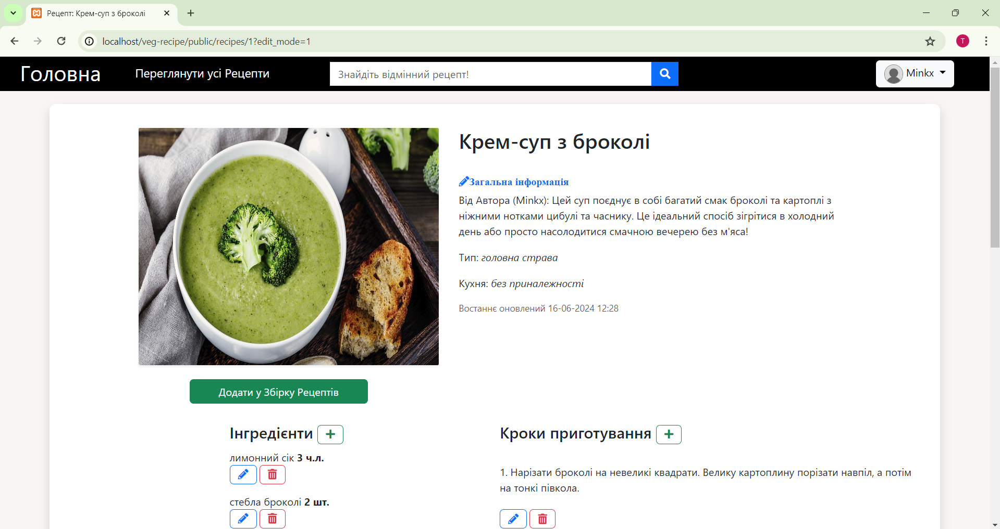 Рецепт: Крем-суп з броколі
localhost/veg-recipe/public/recipes/1?edit_mode=1
T
Головна
Переглянути усі Рецепти
Знайдіть відмінний рецепт!
Minkx
Крем-суп з броколі
Загальна інформація
Від Автора (Minkx): Цей суп поєднує в собі багатий смак броколі та картоплі з
ніжними нотками цибулі та часнику. Це ідеальний спосіб зігрітися в холодний
день або просто насолодитися смачною вечерею без м'яса!
Тип: головна страва
Кухня: без приналежності
Востаннє оновлений 16-06-2024 12:28
Додати у Збірку Рецептів
Інгредієнти
лимонний сік 3 ч.л.
стебла броколі 2 шт.
Кроки приготування
1. Нарізати броколі на невеликі квадрати. Велику картоплину порізати навпіл, а потім
на тонкі півкола.